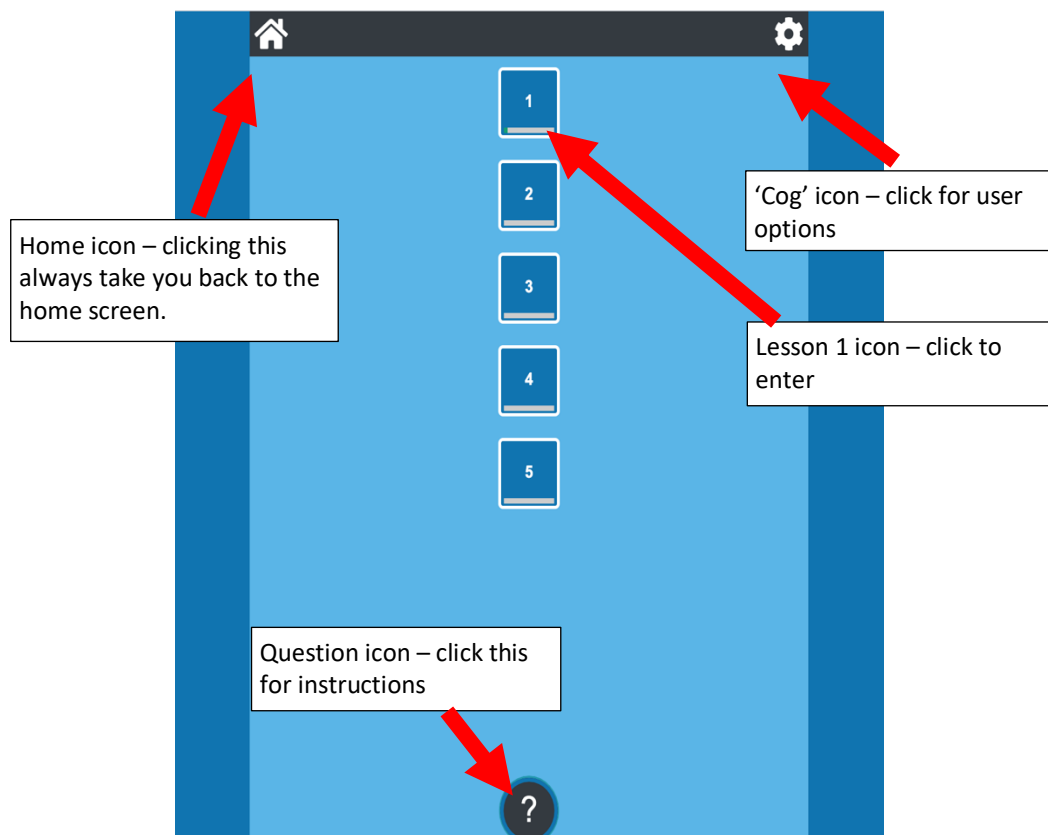 1
2
'Cog' icon – click for user
options
Home icon – clicking this
always take you back to the
home screen.
3
Lesson 1 icon – click to
enter
4
5
Question icon – click this
for instructions
?